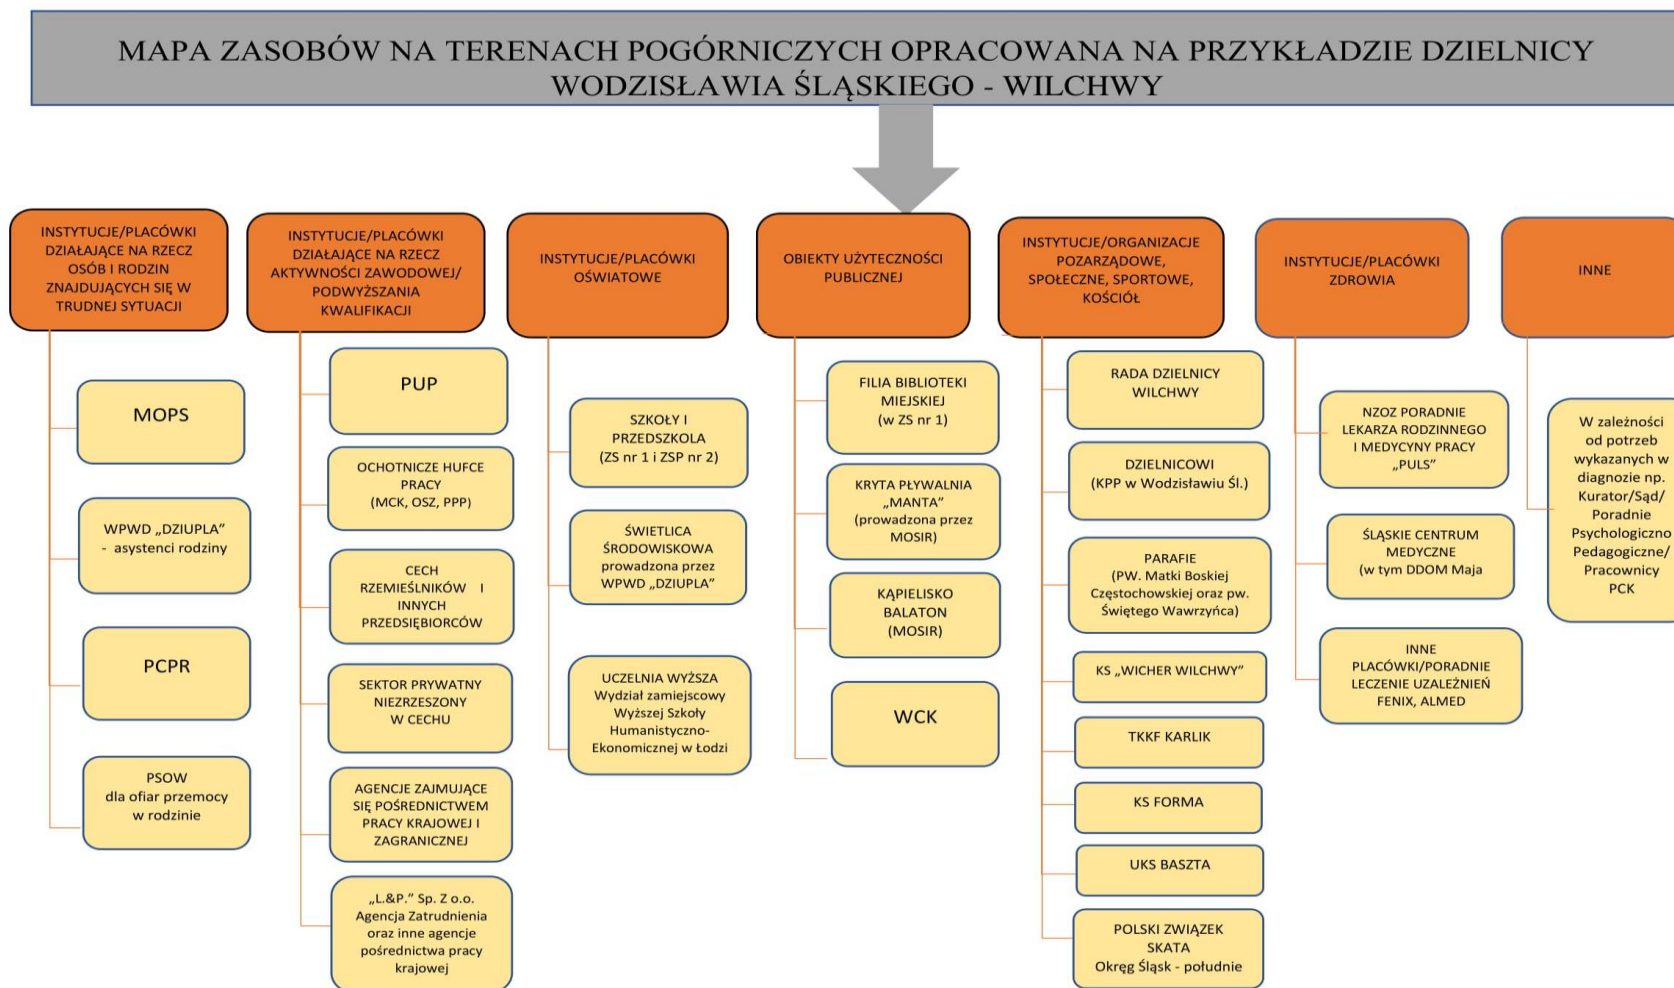 MAPA ZASOBÓW NA TERENACH POGÓRNICZYCH OPRACOWANA NA PRZYKŁADZIE DZIELNICY
WODZISŁAWIA ŚLĄSKIEGO - WILCHWY
INSTYTUCJE/PLACÓWKI
DZIAŁAJĄCE NA RZECZ
OSÓB I RODZIN
ZNAJDUJĄCYCH SIĘ W
TRUDNEJ SYTUACJI
MOPS
WPWD „DZIUPLA"
- asystenci rodziny
PCPR
PSOW
dla ofiar przemocy
w rodzinie
INSTYTUCJE/PLACÓWKI
DZIAŁAJĄCE NA RZECZ
AKTYWNOŚCI ZAWODOWEJ/
PODWYŻSZANIA
KWALIFIKACJI
PUP
OCHOTNICZE HUFCE
PRACY
(MCK, OSZ, PPP)
CECH
RZEMIEŚLNIKÓW I
INNYCH
PRZEDSIĘBIORCÓW
SEKTOR PRYWATNY
NIEZRZESZONY
W CECHU
AGENCJE ZAJMUJĄCE
SIĘ POŚREDNICTWEM
PRACY KRAJOWEJ I
ZAGRANICZNEJ
„L.&P." Sp. Z o.o.
Agencja Zatrudnienia
oraz inne agencje
pośrednictwa pracy
krajowej
INSTYTUCJE/PLACÓWKI
OŚWIATOWE
SZKOŁY I
PRZEDSZKOLA
(ZS nr 1 i ZSP nr 2)
ŚWIETLICA
ŚRODOWISKOWA
prowadzona przez
WPWD „DZIUPLA"
UCZELNIA WYŻSZA
Wydział zamiejscowy
Wyższej Szkoły
Humanistyczno-
Ekonomicznej w Łodzi
OBIEKTY UŻYTECZNOŚCI
PUBLICZNEJ
FILIA BIBLIOTEKI
MIEJSKIEJ
(w ZS nr 1)
KRYTA PŁYWALNIA
„MANTA"
(prowadzona przez
MOSIR)
KĄPIELISKO
BALATON
(MOSIR)
WCK
INSTYTUCJE/ORGANIZACJE
POZARZĄDOWE,
SPOŁECZNE, SPORTOWE,
KOŚCIÓŁ
RADA DZIELNICY
WILCHWY
DZIELNICOWI
(KPP w Wodzisławiu Śl.)
PARAFIE
(PW. Matki Boskiej
Częstochowskiej oraz pw.
Świętego Wawrzyńca)
KS „WICHER WILCHWY"
TKKF KARLIK
KS FORMA
UKS BASZTA
POLSKI ZWIĄZEK
SKATA
Okręg Śląsk - południe
INSTYTUCJE/PLACÓWKI
ZDROWIA
NZOZ PORADNIE
LEKARZA RODZINNEGO
I MEDYCYNY PRACY
„PULS"
ŚLĄSKIE CENTRUM
MEDYCZNE
(w tym DDOM Maja
INNE
PLACÓWKI/PORADNIE
LECZENIE UZALEŻNIEŃ
FENIX, ALMED
INNE
W zależności
od potrzeb
wykazanych w
diagnozie np.
Kurator/Sąd/
Poradnie
Psychologiczno
Pedagogiczne/
Pracownicy
PCK